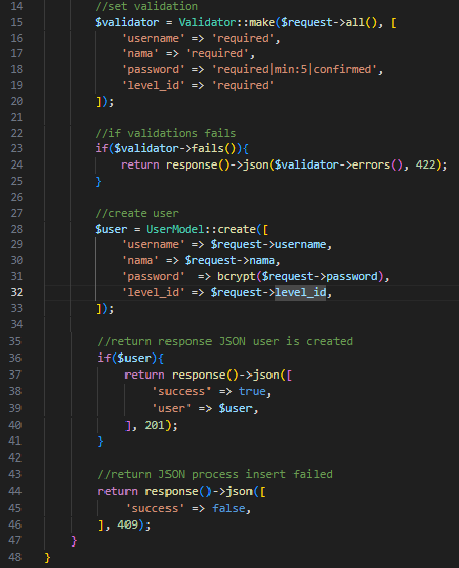 14 //set validation
15 $validator = Validator::make($request->all(), [
16 'username' => 'required',
17 'nama' => 'required',
18 'password' => 'required|min:5|confirmed',
19 'level_id' => 'required'
20 ]);
21
22 //if validations fails
23 if($validator->fails()){
24 return response()->json($validator->errors(), 422);
25 }
26
27 //create user
28 $user = UserModel::create([
29 'username' => $request->username,
30 'nama' => $request->nama,
31 'password' => bcrypt($request->password),
32 'level_id' => $request->level_id,
33 ]);
34
35 //return response JSON user is created
36 if($user){
37 return response()->json([
38 'success' => true,
39 'user' => $user,
40 ], 201);
41 }
42
43 //return JSON process insert failed
44 return response()->json([
45 'success' => false,
46 ], 409);
47 }
48 }